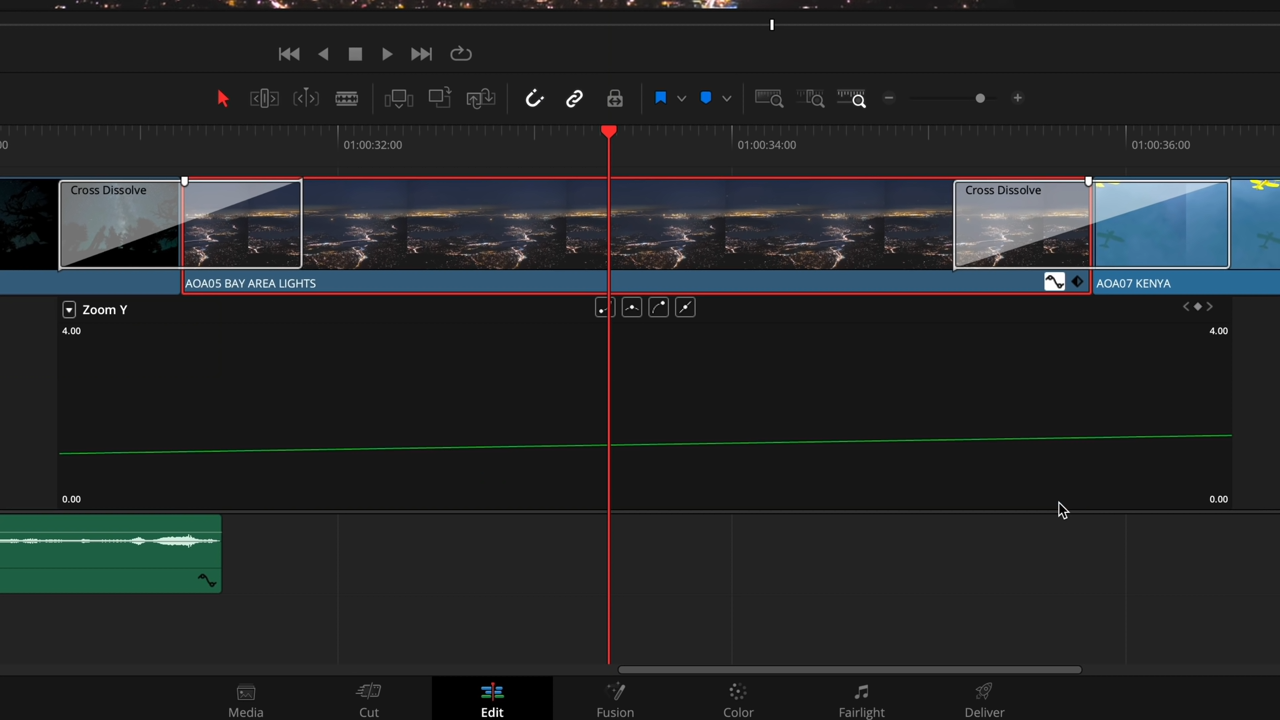 00
01:00:32:00
01:00:34:00
01:00:36:00
Cross Dissolve
Cross Dissolve
AOA05 BAY AREA LIGHTS
AOA07 KENYA
Zoom Y
4.00
4.00
0.00
0.00
Media
Cut
Edit
Fusion
Color
Fairlight
Deliver